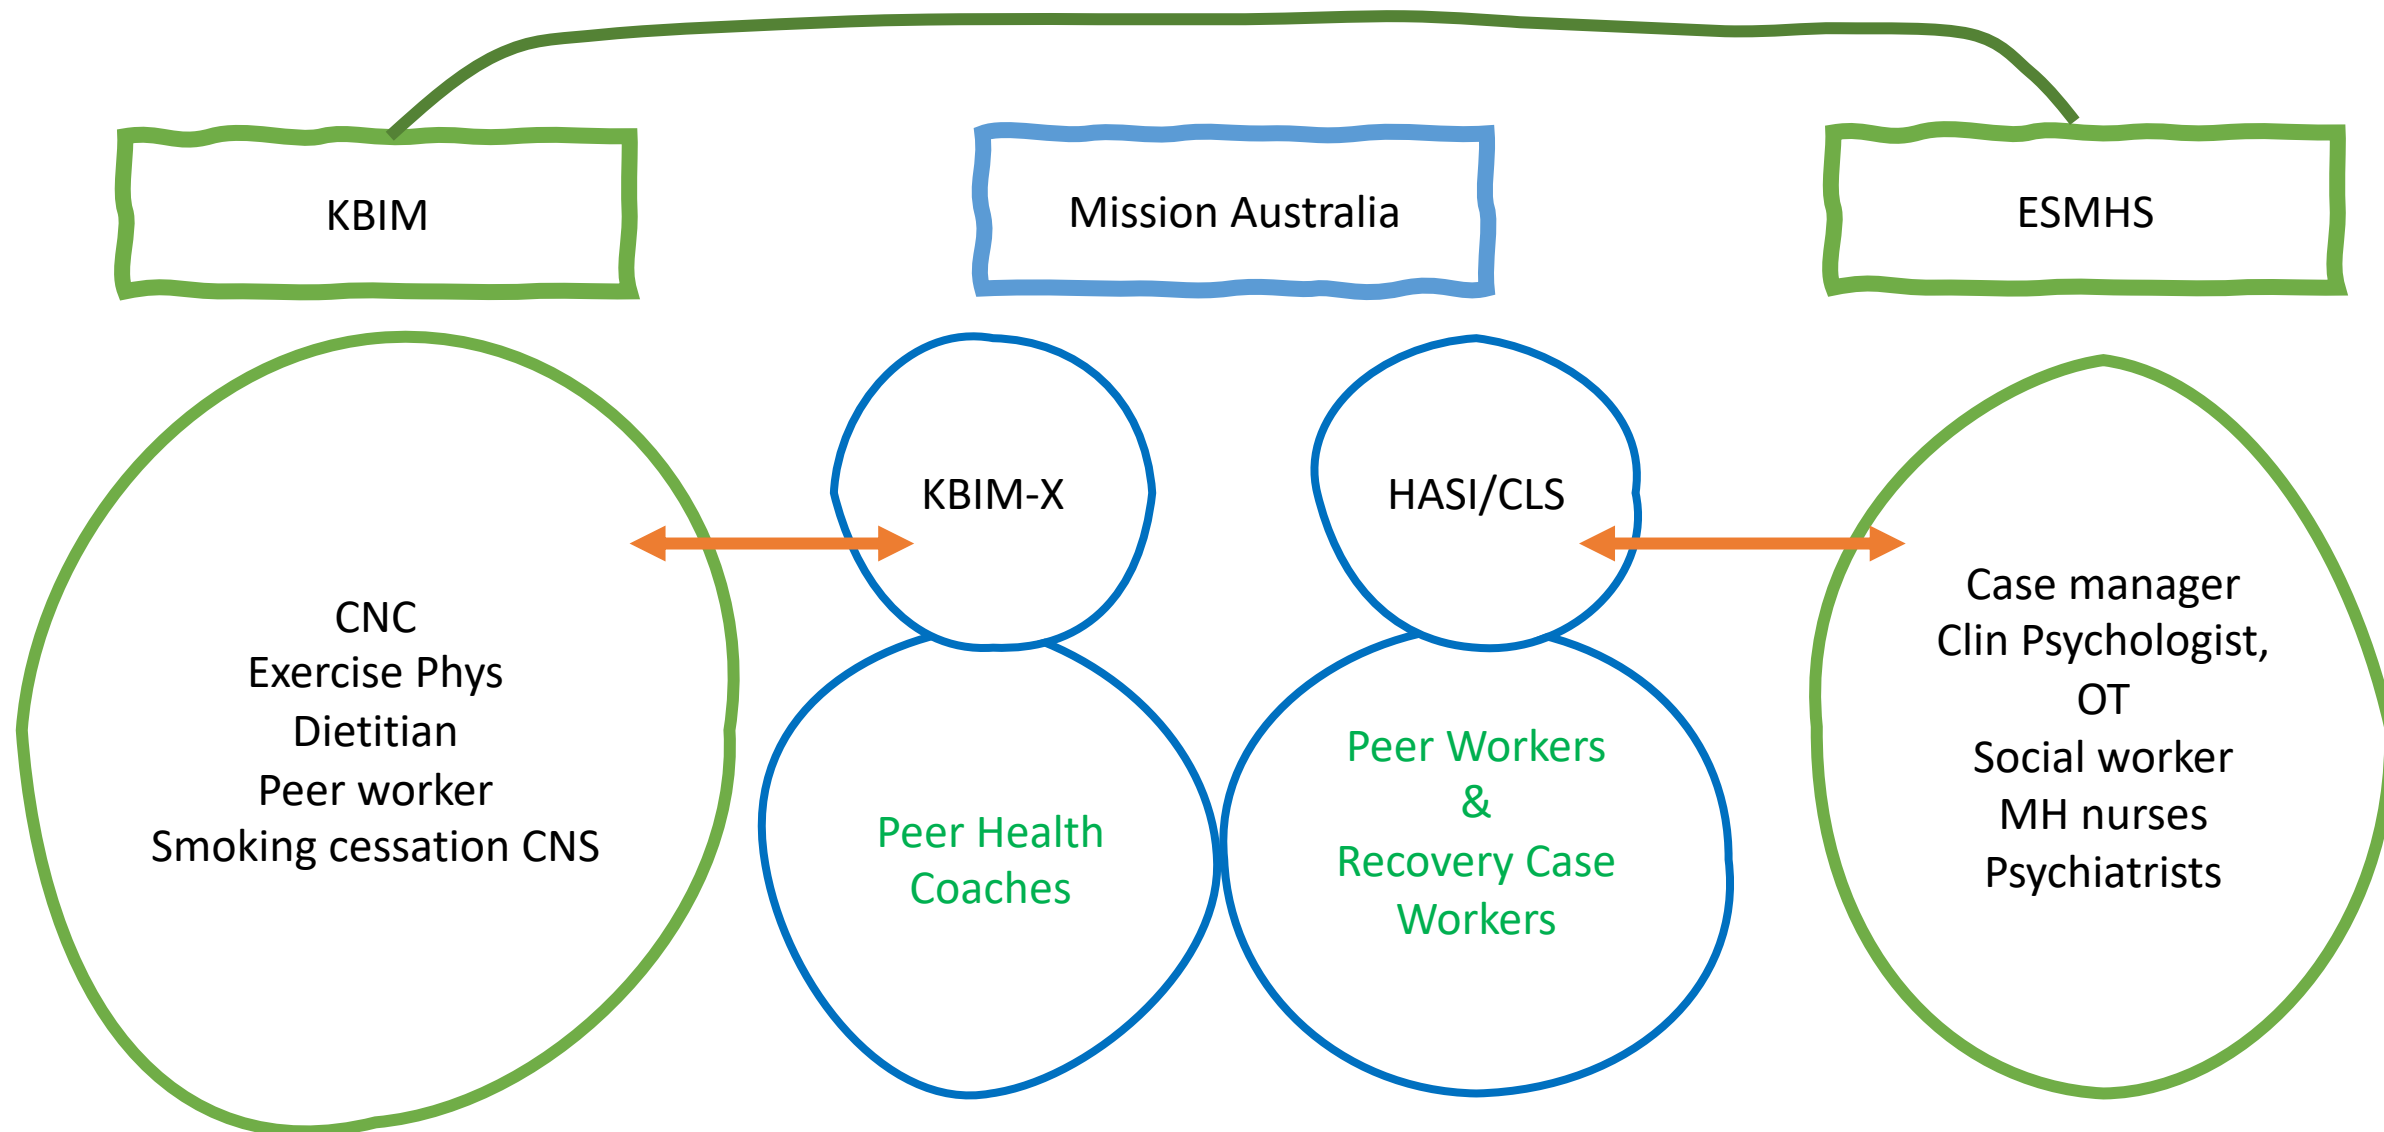 KBIM
Mission Australia
ESMHS
CNC
Exercise Phys
Dietitian
Peer worker
Smoking cessation CNS
KBIM-X
Peer Health
Coaches
HASI/CLS
Peer Workers
&
Recovery Case
Workers
Case manager
Clin Psychologist,
OT
Social worker
MH nurses
Psychiatrists